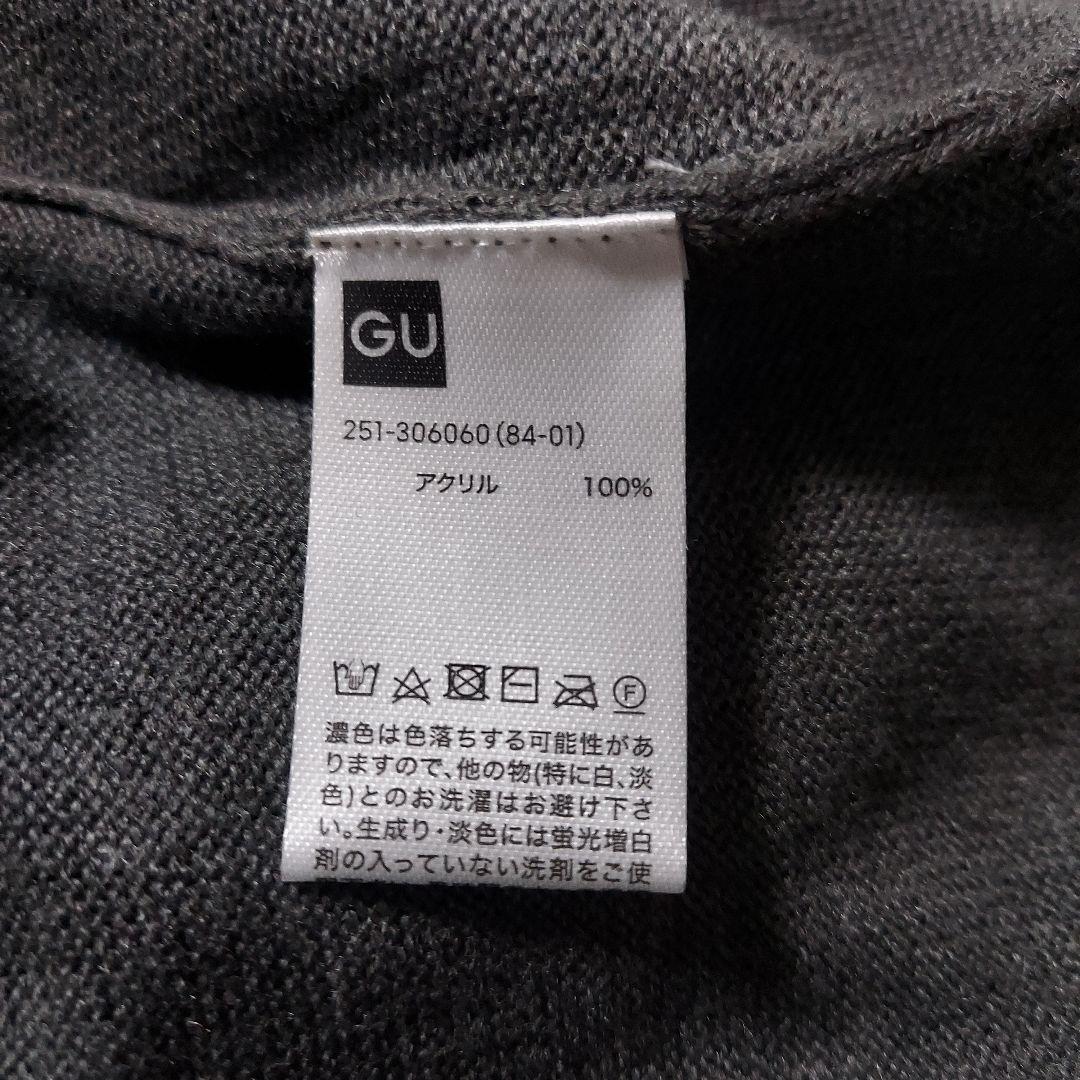 GU
251-306060(84-01)
アクリル 100%
F
濃色は色落ちする可能性があ
りますので、他の物(特に白、淡
色)とのお洗濯はお避け下さ
い。生成り・淡色には蛍光増白
剤の入っていない洗剤をご使